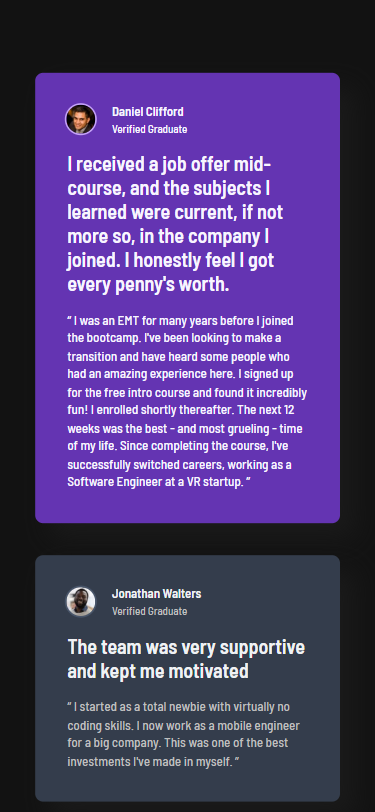 Daniel Clifford
Verified Graduate
I received a job offer mid-
course, and the subjects I
learned were current, if not
more so, in the company I
joined. I honestly feel I got
every penny's worth.
“ I was an EMT for many years before I joined
the bootcamp. I've been looking to make a
transition and have heard some people who
had an amazing experience here. I signed up
for the free intro course and found it incredibly
fun! I enrolled shortly thereafter. The next 12
weeks was the best - and most grueling - time
of my life. Since completing the course, I've
successfully switched careers, working as a
Software Engineer at a VR startup. ”
Jonathan Walters
Verified Graduate
The team was very supportive
and kept me motivated
“ I started as a total newbie with virtually no
coding skills. I now work as a mobile engineer
for a big company. This was one of the best
investments I've made in myself. ”